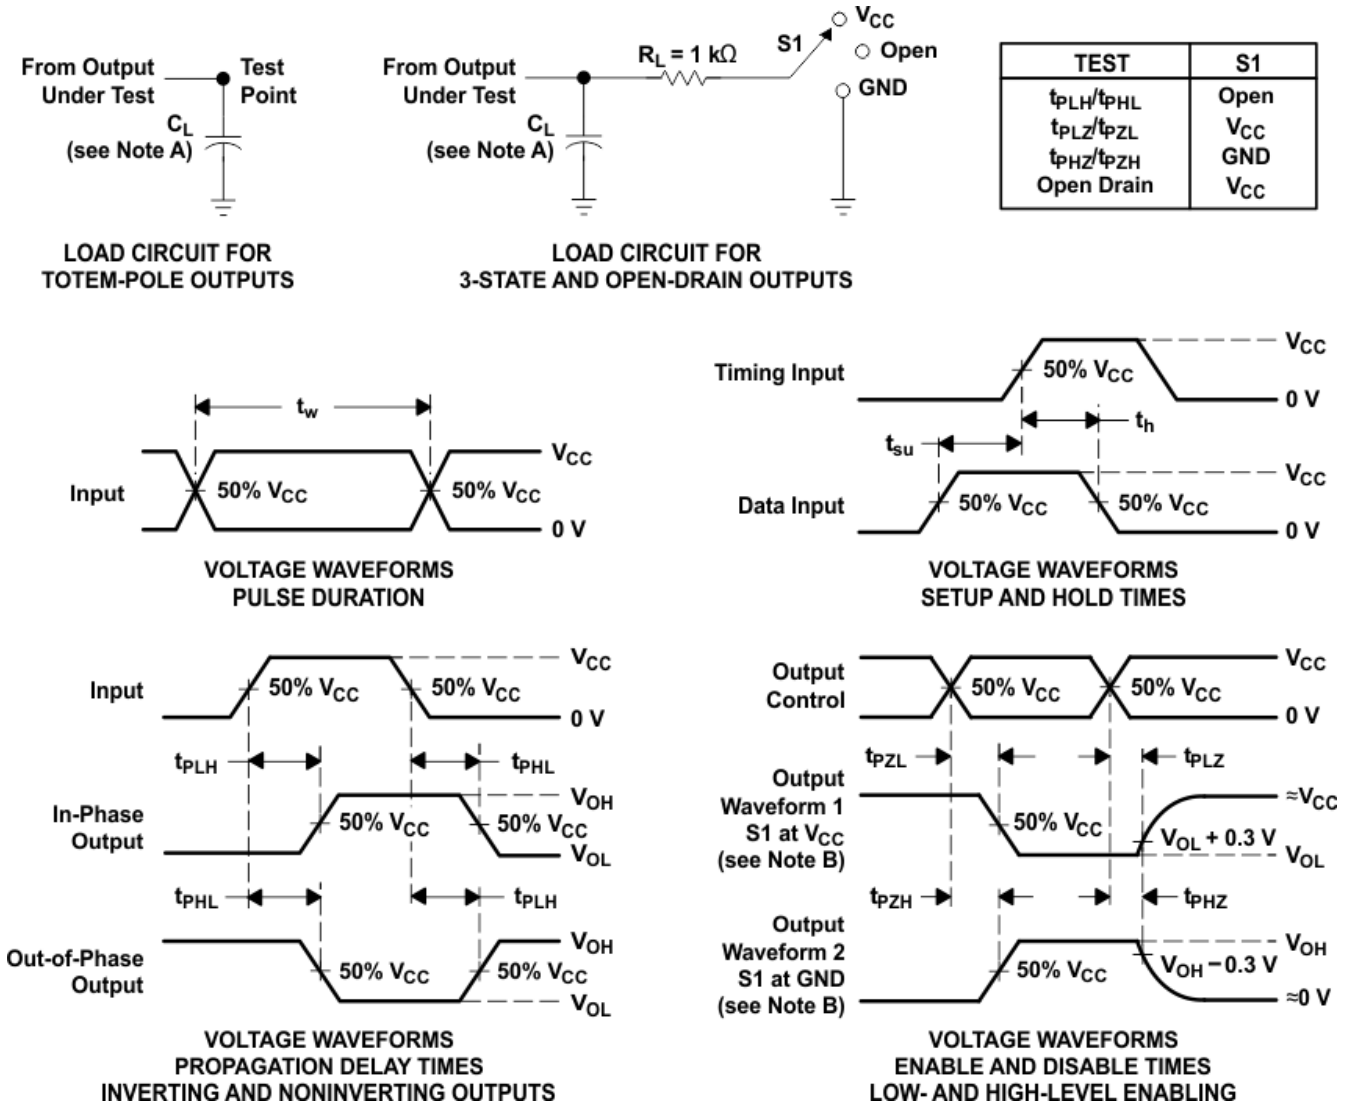 From Output
Under Test
Test
Point
CL
(see Note A)
LOAD CIRCUIT FOR
TOTEM-POLE OUTPUTS
From Output
Under Test
RL = 1 kΩ
S1
VCC
Open
GND
CL
(see Note A)
LOAD CIRCUIT FOR
3-STATE AND OPEN-DRAIN OUTPUTS
TEST S1
tPLH/tPHL Open
tPLZ/tPZL VCC
tPHZ/tPZH GND
Open Drain VCC
tw
Input
50% VCC
50% VCC
VCC
0 V
VOLTAGE WAVEFORMS
PULSE DURATION
Timing Input
50% VCC
VCC
0 V
th
tsu
Data Input
50% VCC
50% VCC
VCC
0 V
VOLTAGE WAVEFORMS
SETUP AND HOLD TIMES
Input
50% VCC
50% VCC
VCC
0 V
tPLH
tPHL
In-Phase
Output
50% VCC
50% VCC
VOH
VOL
tPHL
tPLH
Out-of-Phase
Output
50% VCC
50% VCC
VOH
VOL
VOLTAGE WAVEFORMS
PROPAGATION DELAY TIMES
INVERTING AND NONINVERTING OUTPUTS
Output
Control
50% VCC
50% VCC
VCC
0 V
tPZL
tPLZ
Output
Waveform 1
S1 at VCC
(see Note B)
50% VCC
≈VCC
VOL + 0.3 V
VOL
tPZH
tPHZ
Output
Waveform 2
S1 at GND
(see Note B)
50% VCC
VOH
VOH − 0.3 V
≈0 V
VOLTAGE WAVEFORMS
ENABLE AND DISABLE TIMES
LOW- AND HIGH-LEVEL ENABLING